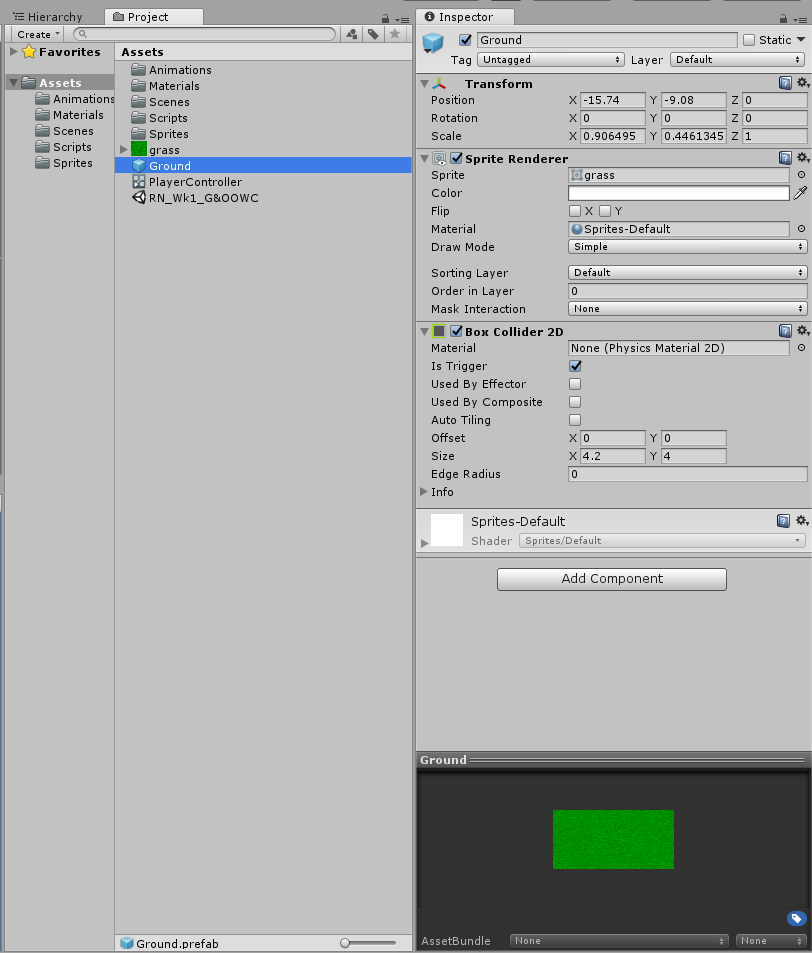 Hierarchy
Project
Create
Favorites
Assets
Animations
Materials
Scenes
Scripts
Sprites
Assets
Animations
Materials
Scenes
Scripts
Sprites
grass
Ground
PlayerController
RN_Wk1_G&OOWC
Ground.prefab
Inspector
Ground
Static
Tag Untagged Layer Default
Transform
Position X -15.74 Y -9.08 Z 0
Rotation X 0 Y 0 Z 0
Scale X 0.906495 Y 0.4461345 Z 1
Sprite Renderer
Sprite grass
Color
Flip X Y
Material Sprites-Default
Draw Mode Simple
Sorting Layer Default
Order in Layer 0
Mask Interaction None
Box Collider 2D
Material None (Physics Material 2D)
Is Trigger
Used By Effector
Used By Composite
Auto Tiling
Offset X 0 Y 0
Size X 4.2 Y 4
Edge Radius 0
Info
Sprites-Default
Shader Sprites/Default
Add Component
Ground
AssetBundle None None